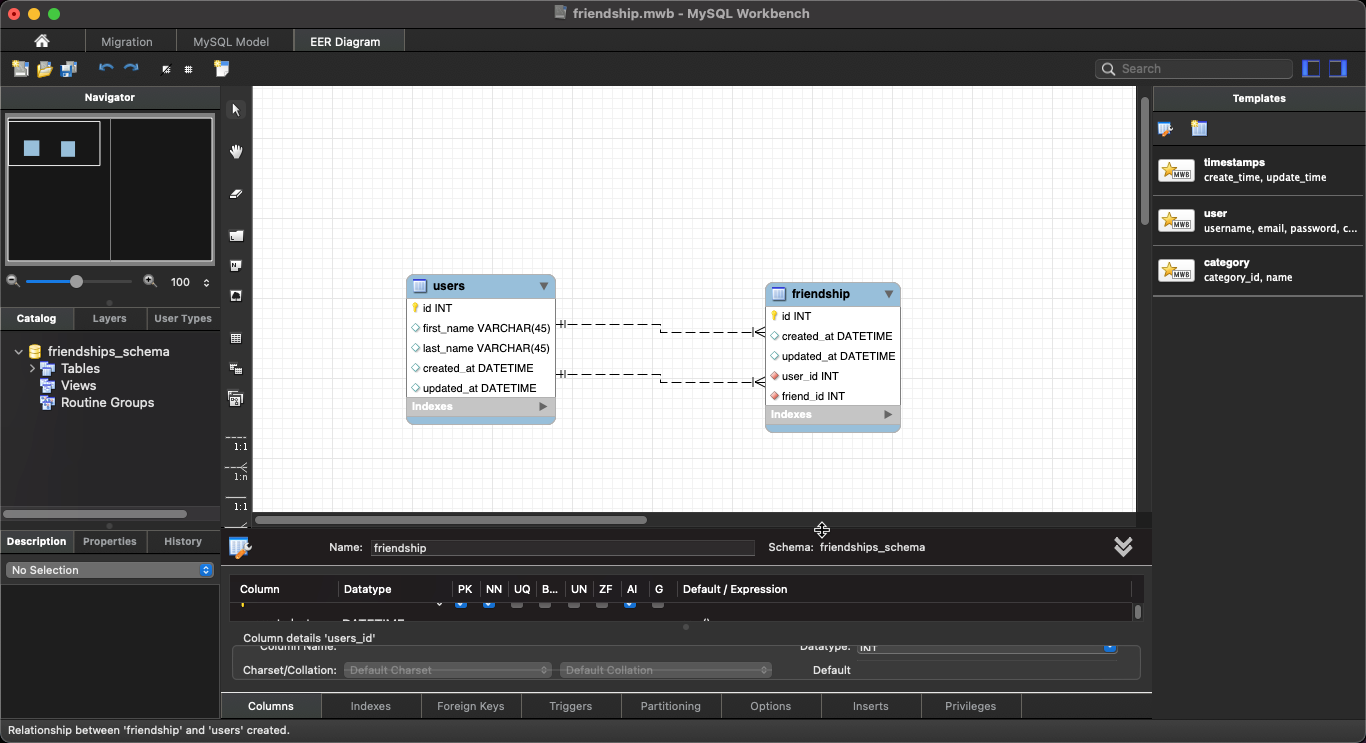 friendship.mwb - MySQL Workbench
Migration
MySQL Model
EER Diagram
Search
Navigator
100
Catalog
Layers
User Types
friendships_schema
Tables
Views
Routine Groups
Description
Properties
History
No Selection
1:1
1:n
1:1
users
id INT
first_name VARCHAR(45)
last_name VARCHAR(45)
created_at DATETIME
updated_at DATETIME
Indexes
friendship
id INT
created_at DATETIME
updated_at DATETIME
user_id INT
friend_id INT
Indexes
Templates
timestamps
create_time, update_time
user
username, email, password, c...
category
category_id, name
MWB
MWB
MWB
Name: friendship
Schema: friendships_schema
Column Datatype PK NN UQ B... UN ZF AI G Default / Expression
Column details 'users_id'
Column Name:
Datatype: INT
Charset/Collation: Default Charset Default Collation
Default
Columns
Indexes
Foreign Keys
Triggers
Partitioning
Options
Inserts
Privileges
Relationship between 'friendship' and 'users' created.